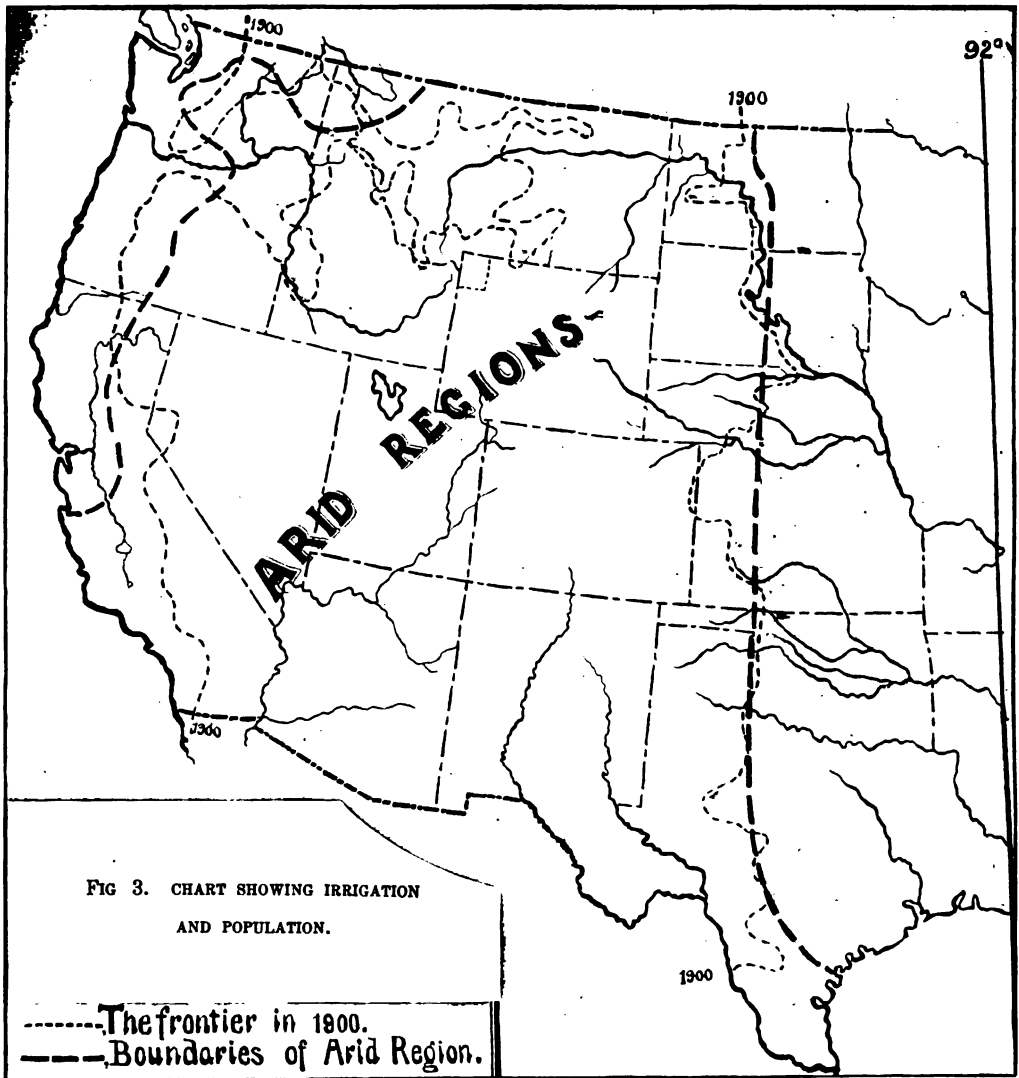 1900
92°
1900
ARID REGIONS
1900
1900
FIG 3. CHART SHOWING IRRIGATION
AND POPULATION.
The frontier in 1900.
Boundaries of Arid Region.